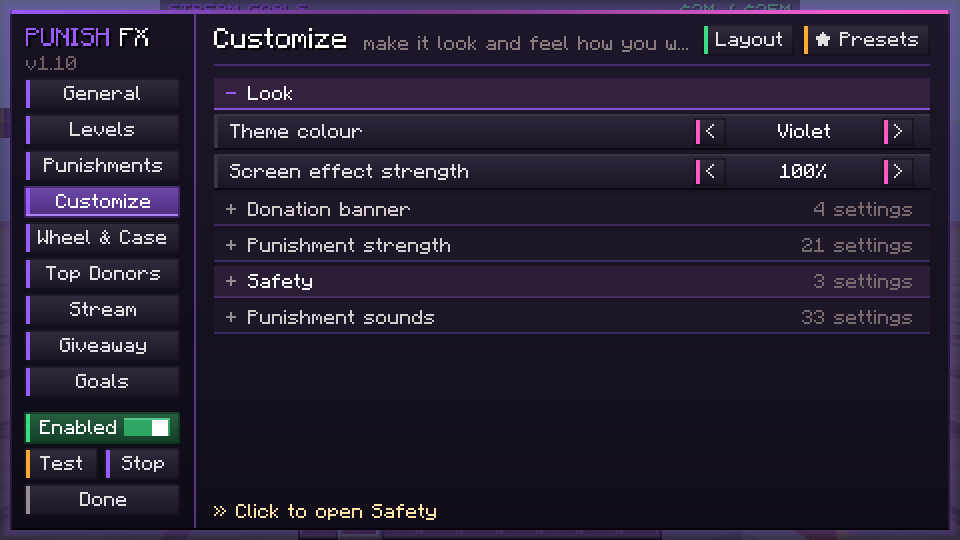 PUNISH FX
v1.10
General
Levels
Punishments
Customize
Wheel & Case
Top Donors
Stream
Giveaway
Goals
Enabled
Test Stop
Done
Customize make it look and feel how you w... Layout ★ Presets
− Look
Theme colour < Violet >
Screen effect strength < 100% >
+ Donation banner 4 settings
+ Punishment strength 21 settings
+ Safety 3 settings
+ Punishment sounds 33 settings
» Click to open Safety